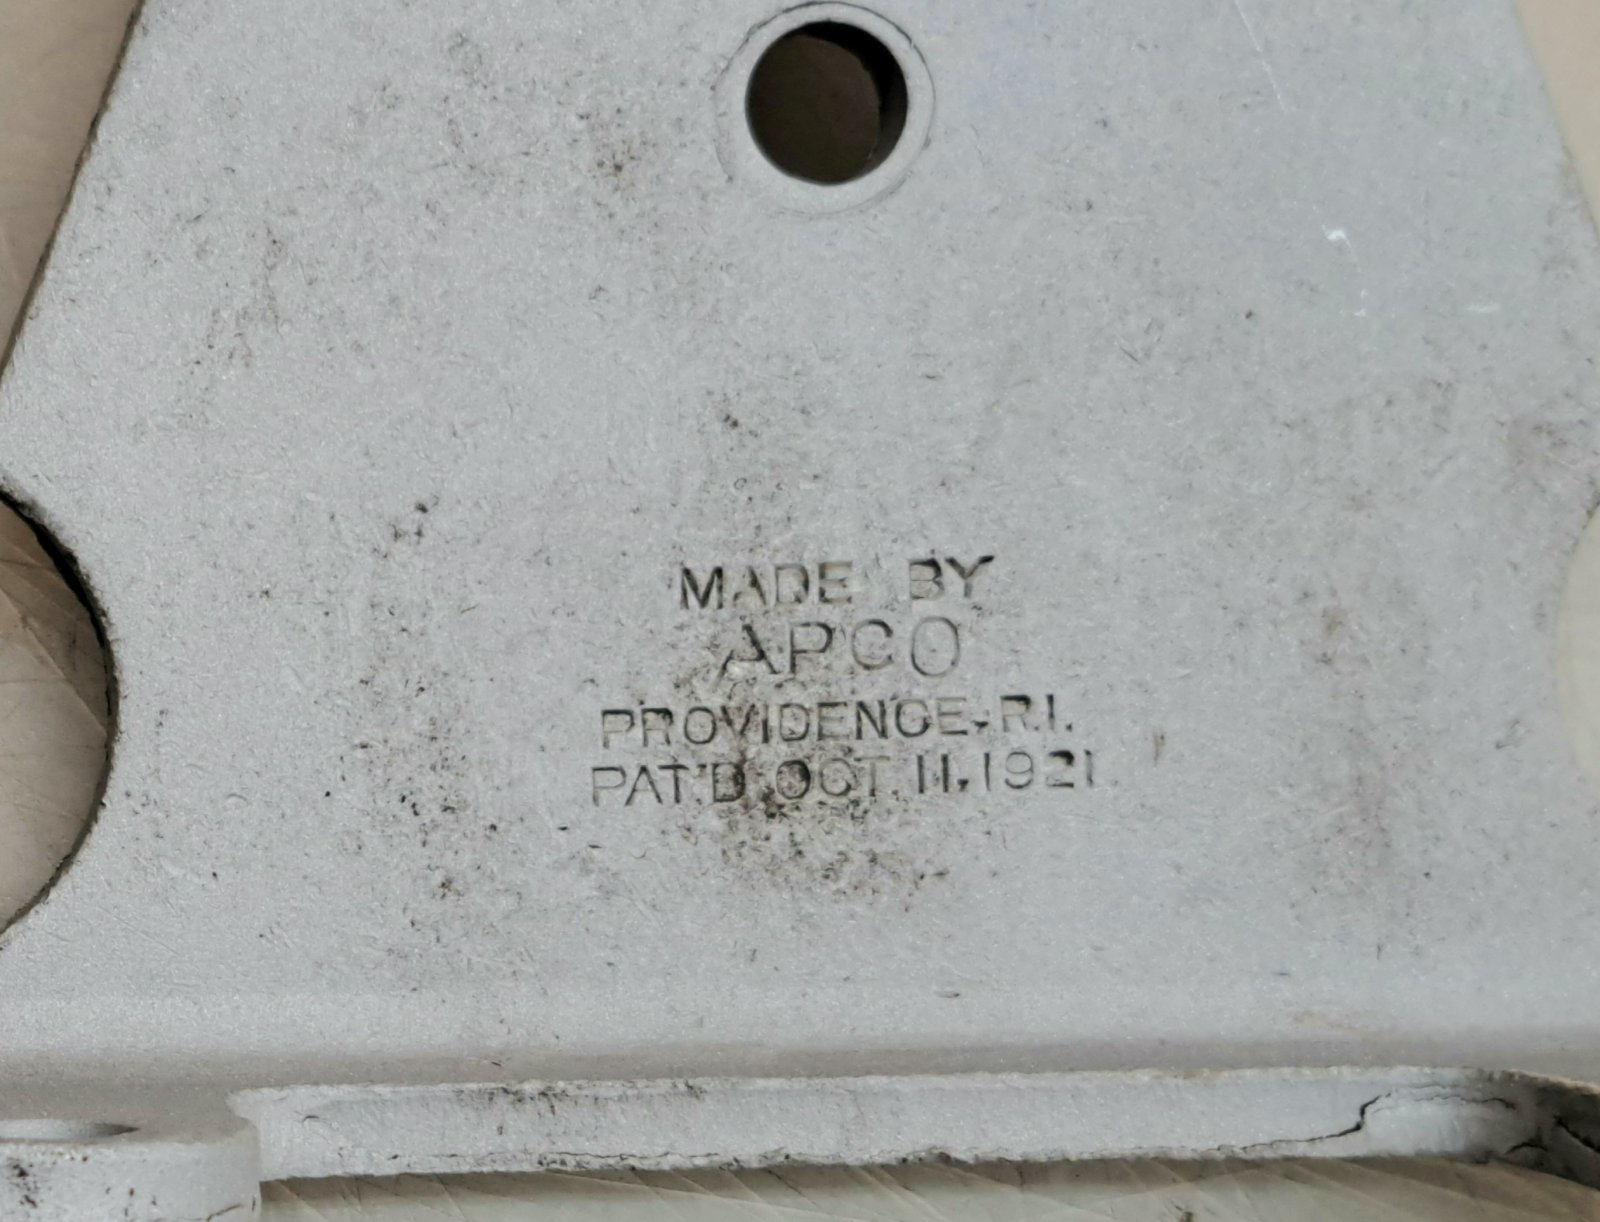 MADE BY
APCO
PROVIDENCE, R.I.
PAT'D OCT. 11, 1921